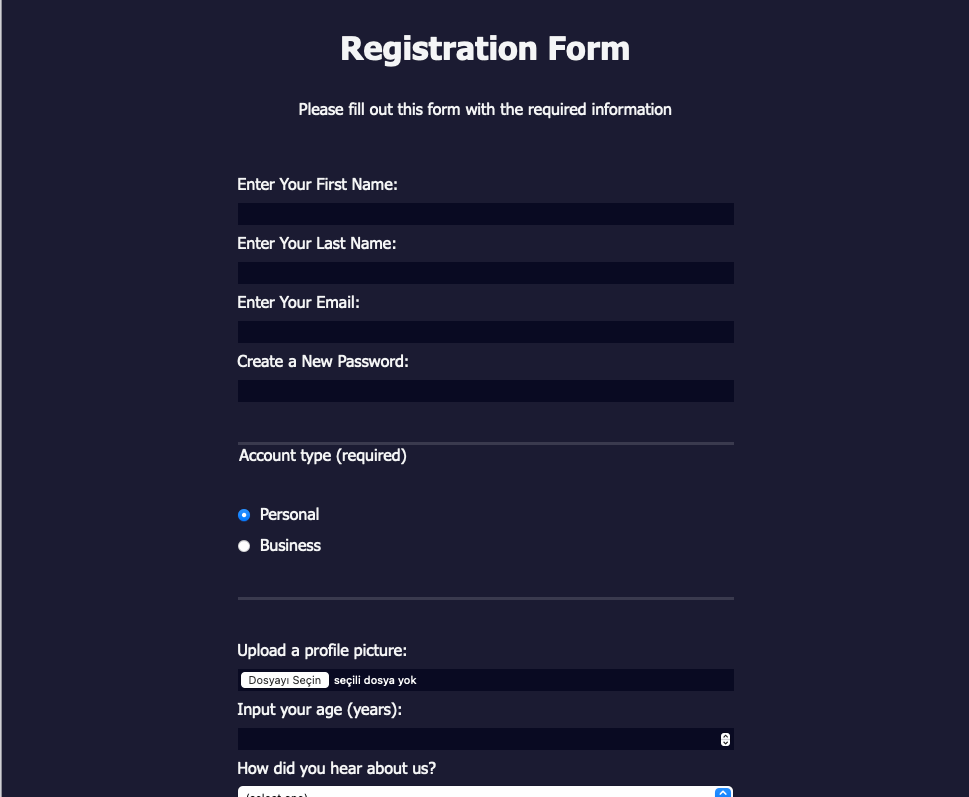 Registration Form
Please fill out this form with the required information
Enter Your First Name:
Enter Your Last Name:
Enter Your Email:
Create a New Password:
Account type (required)
Personal
Business
Upload a profile picture:
Dosyayı Seçin seçili dosya yok
Input your age (years):
How did you hear about us?
(select one)